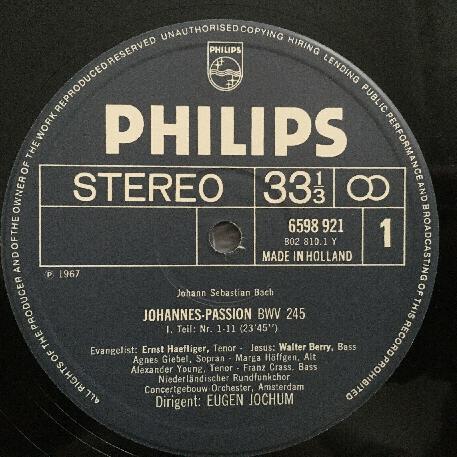 ALL RIGHTS OF THE PRODUCER AND OF THE OWNER OF THE WORK REPRODUCED RESERVED UNAUTHORISED COPYING HIRING LENDING PUBLIC PERFORMANCE AND BROADCASTING OF THIS RECORD PROHIBITED
PHILIPS
PHILIPS
STEREO 33 1/3
6598 921
802 810.1 Y
MADE IN HOLLAND
1
℗ 1967
Johann Sebastian Bach
JOHANNES-PASSION BWV 245
I. Teil: Nr. 1-11 (23'45")
Evangelist: Ernst Haefliger, Tenor - Jesus: Walter Berry, Bass
Agnes Giebel, Sopran - Marga Höffgen, Alt
Alexander Young, Tenor - Franz Crass, Bass
Niederländischer Rundfunkchor
Concertgebouw-Orchester, Amsterdam
Dirigent: EUGEN JOCHUM